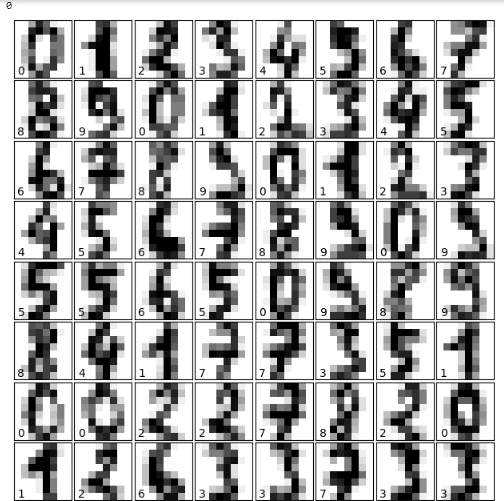 0
0 1 2 3 4 5 6 7
8 9 0 1 2 3 4 5
6 7 8 9 0 1 2 3
4 5 6 7 8 9 0 9
5 5 6 5 0 9 8 9
8 4 1 7 7 3 5 1
0 0 2 2 7 8 2 0
1 2 6 3 3 7 3 3